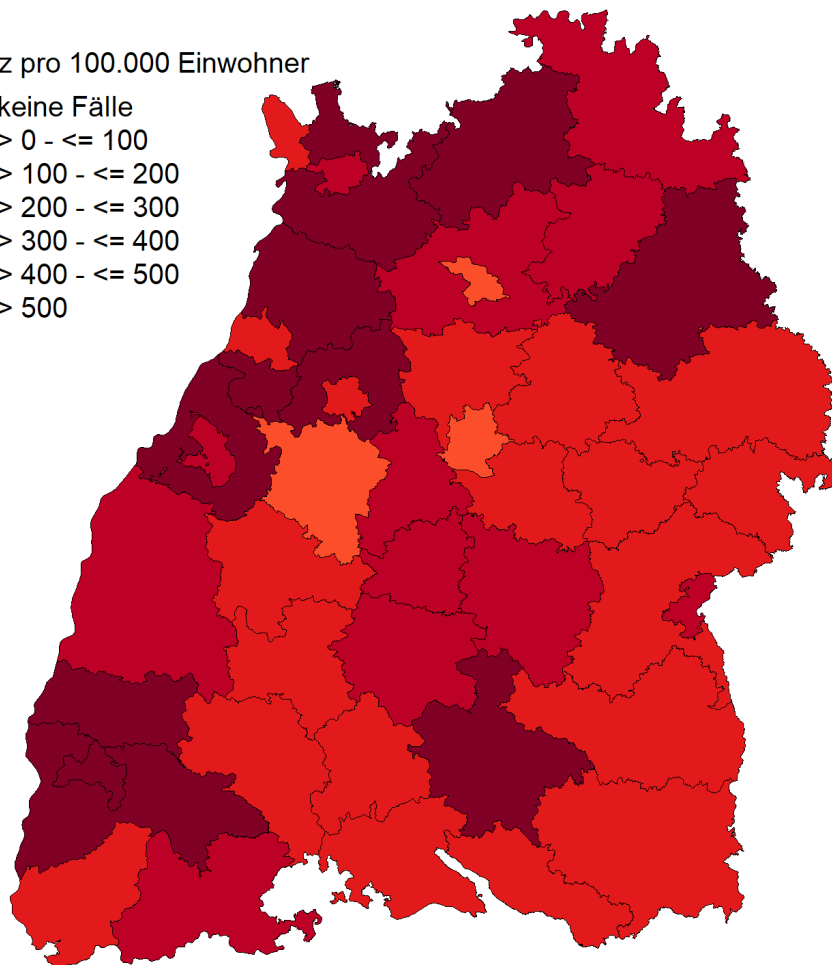 z pro 100.000 Einwohner
keine Fälle
> 0 - <= 100
> 100 - <= 200
> 200 - <= 300
> 300 - <= 400
> 400 - <= 500
> 500